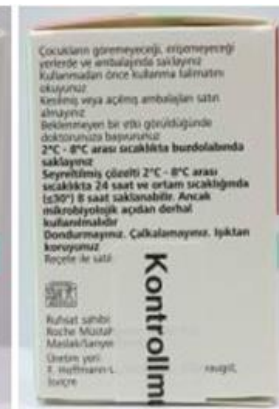 Çocukların göremeyeceği, erişemeyeceği
yerlerde ve ambalajında saklayınız
Kullanmadan önce kullanma talimatını
okuyunuz
Kesilmiş veya açılmış ambalajları satın
almayınız
Beklenmeyen bir etki görüldüğünde
doktorunuza başvurunuz
2°C - 8°C arası sıcaklıkta buzdolabında
saklayınız
Seyreltilmiş çözelti 2°C - 8°C arası
sıcaklıkta 24 saat ve ortam sıcaklığında
(≤30°) 8 saat saklanabilir. Ancak
mikrobiyolojik açıdan derhal
kullanılmalıdır
Dondurmayınız. Çalkalamayınız. Işıktan
koruyunuz
Reçete ile satıl
Ruhsat sahibi:
Roche Müstah
Maslak/Sarıyer
Üretim yeri:
F. Hoffmann-L
İsviçre
Kontrollm